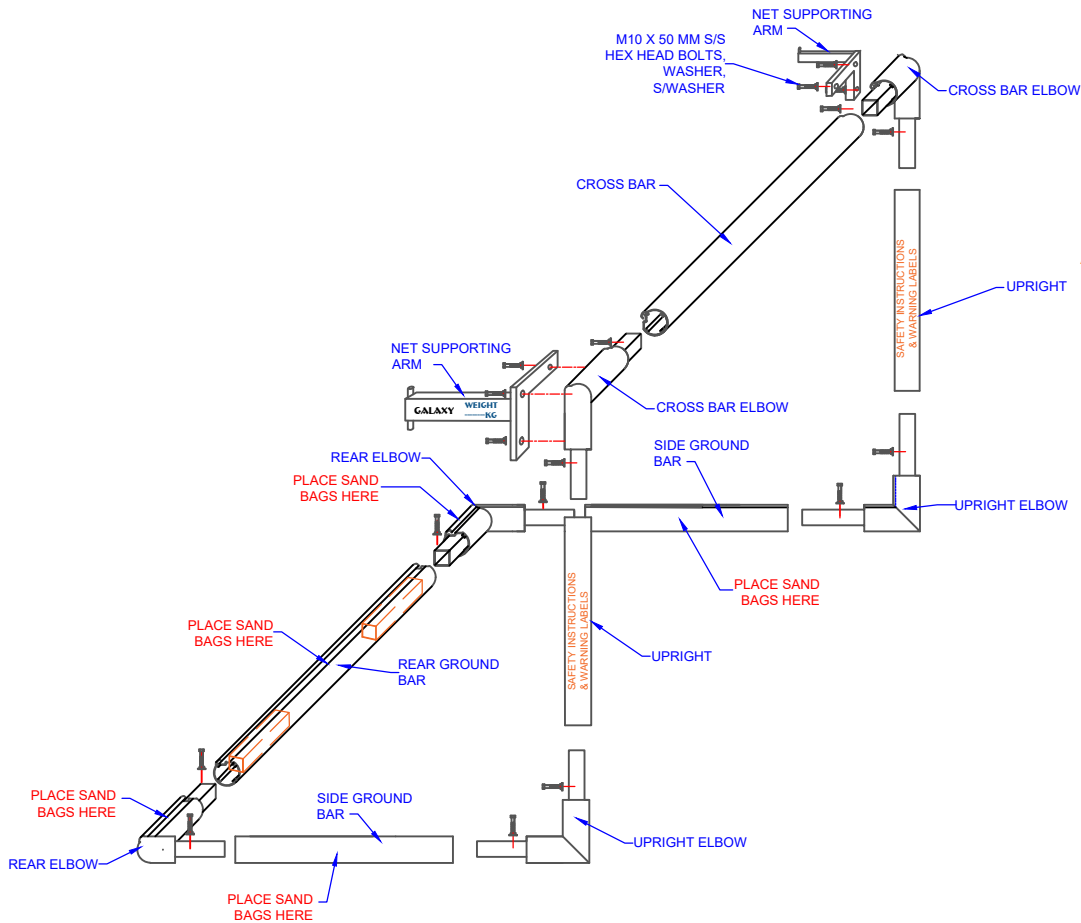 NET SUPPORTING
ARM
M10 X 50 MM S/S
HEX HEAD BOLTS,
WASHER,
S/WASHER
CROSS BAR ELBOW
CROSS BAR
SAFETY INSTRUCTIONS
& WARNING LABELS
UPRIGHT
NET SUPPORTING
ARM
GALAXY
WEIGHT
KG
CROSS BAR ELBOW
REAR ELBOW
SIDE GROUND
BAR
PLACE SAND
BAGS HERE
UPRIGHT ELBOW
PLACE SAND
BAGS HERE
PLACE SAND
BAGS HERE
REAR GROUND
BAR
SAFETY INSTRUCTIONS
& WARNING LABELS
UPRIGHT
PLACE SAND
BAGS HERE
SIDE GROUND
BAR
REAR ELBOW
UPRIGHT ELBOW
PLACE SAND
BAGS HERE